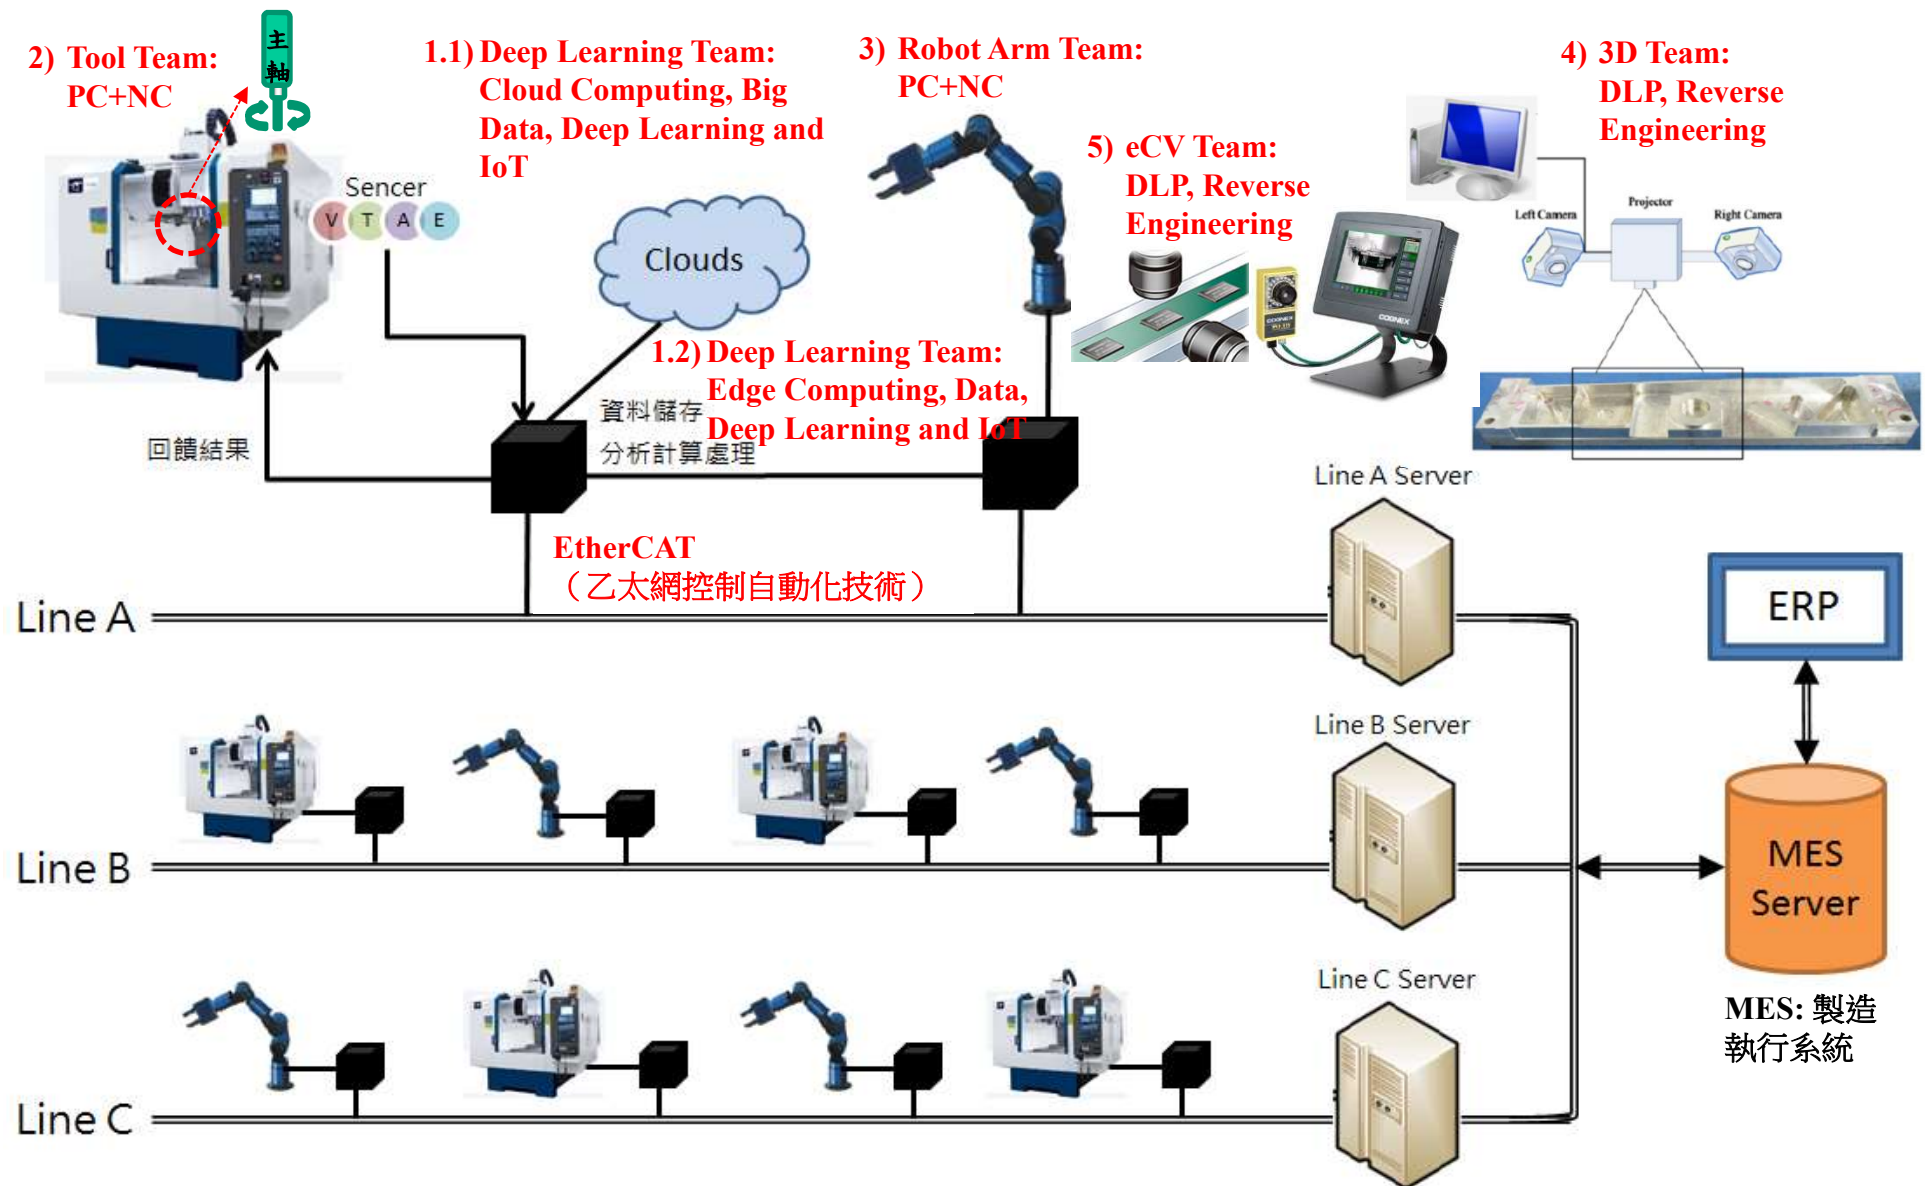 2) Tool Team:
PC+NC
主
軸
1.1) Deep Learning Team:
Cloud Computing, Big
Data, Deep Learning and
IoT
3) Robot Arm Team:
PC+NC
5) eCV Team:
DLP, Reverse
Engineering
4) 3D Team:
DLP, Reverse
Engineering
Sencer
V T A E
Clouds
Projector
Left Camera
Right Camera
COGNEX
COGNEX
1.2) Deep Learning Team:
Edge Computing, Data,
Deep Learning and IoT
資料儲存
分析計算處理
回饋結果
EtherCAT
（乙太網控制自動化技術）
Line A Server
Line A
ERP
Line B Server
Line B
MES
Server
Line C Server
MES: 製造
執行系統
Line C